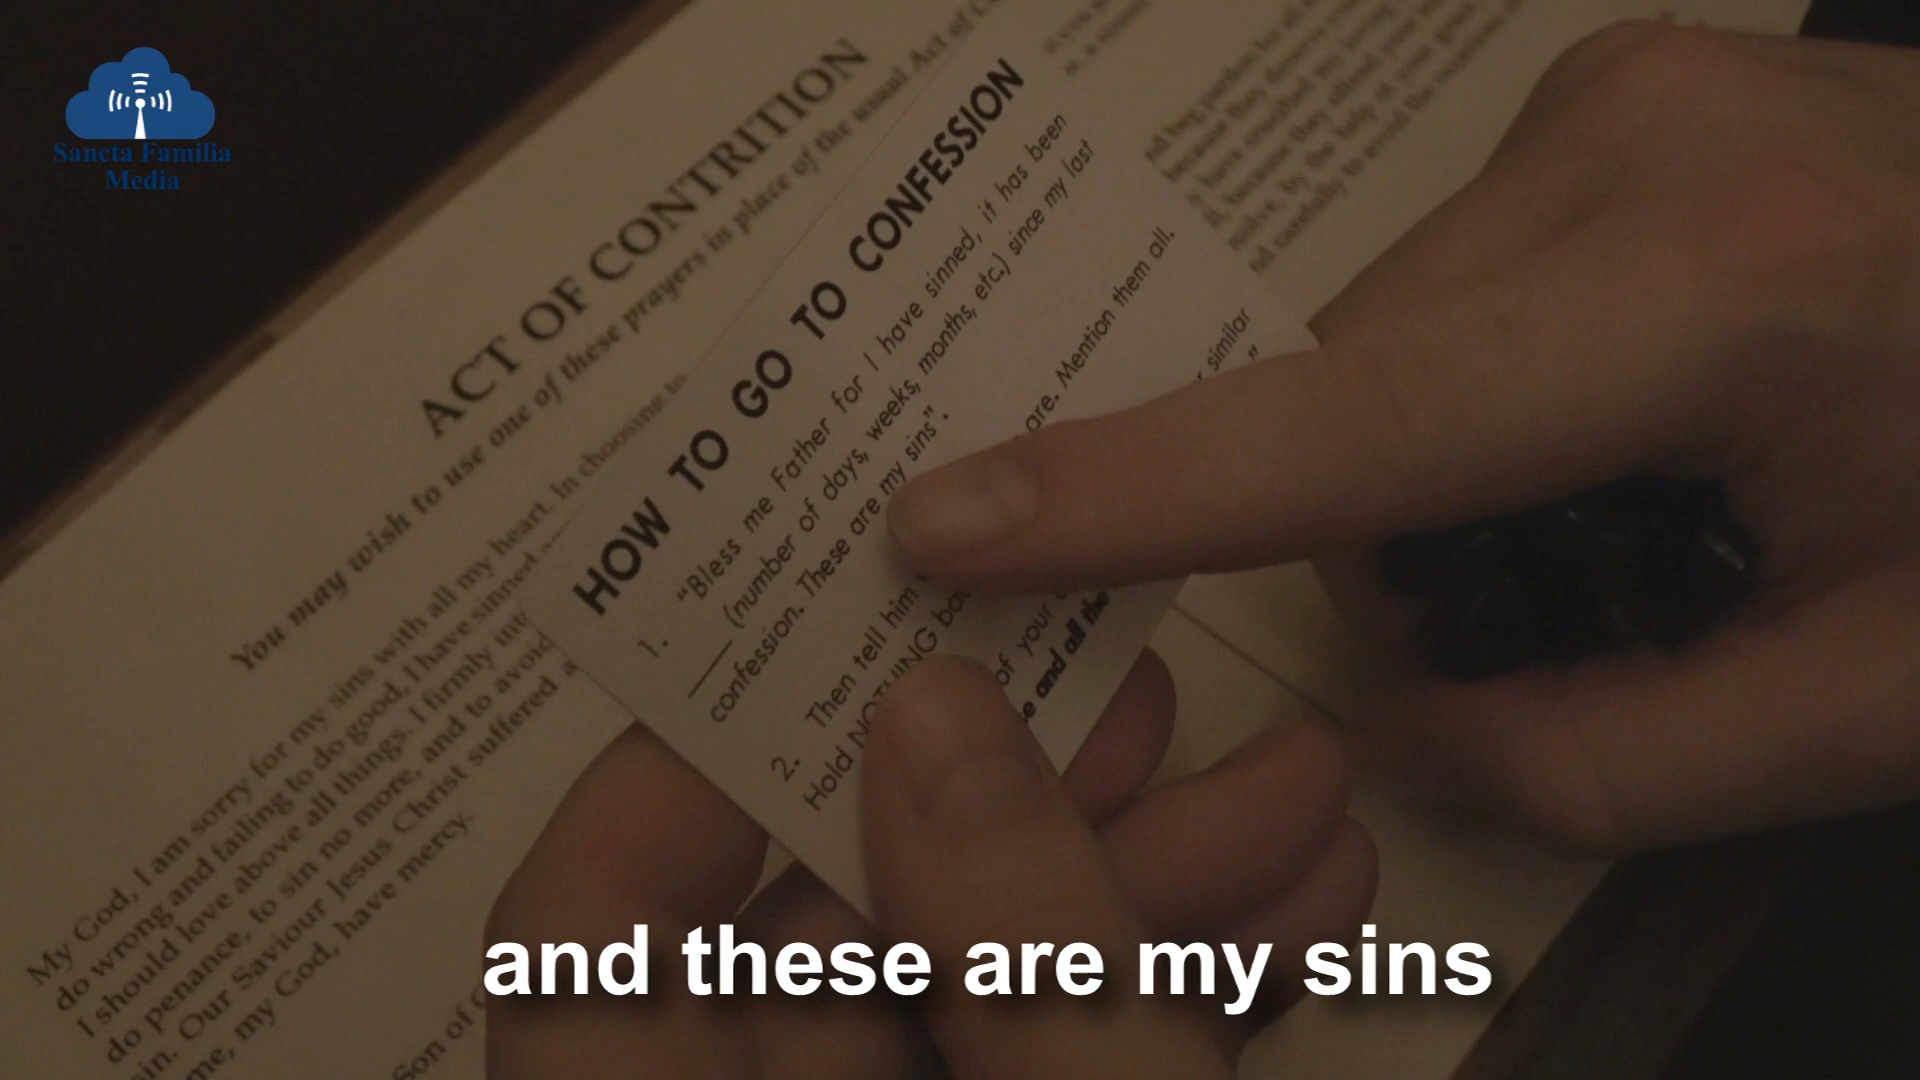 Sancta Familia
Media
ACT OF CONTRITION
You may wish to use one of these prayers in place of the usual Act of
My God, I am sorry for my sins with all my heart. In choosing to
do wrong and failing to do good, I have sinned
I should love above all things. I firmly
do penance, to sin no more, and to avoid
sin. Our Saviour Jesus Christ suffered
me, my God, have mercy.
Son of
HOW TO GO TO CONFESSION
1. "Bless me Father for I have sinned, it has been
____ (number of days, weeks, months, etc.) since my last
confession. These are my sins".
2. Then tell him are. Mention them all.
Hold NOTHING similar
of your "
and all the
and beg pardon
because they deserve
have crucified my loving
because they offend your
by the help of your grace,
carefully to avoid the
and these are my sins